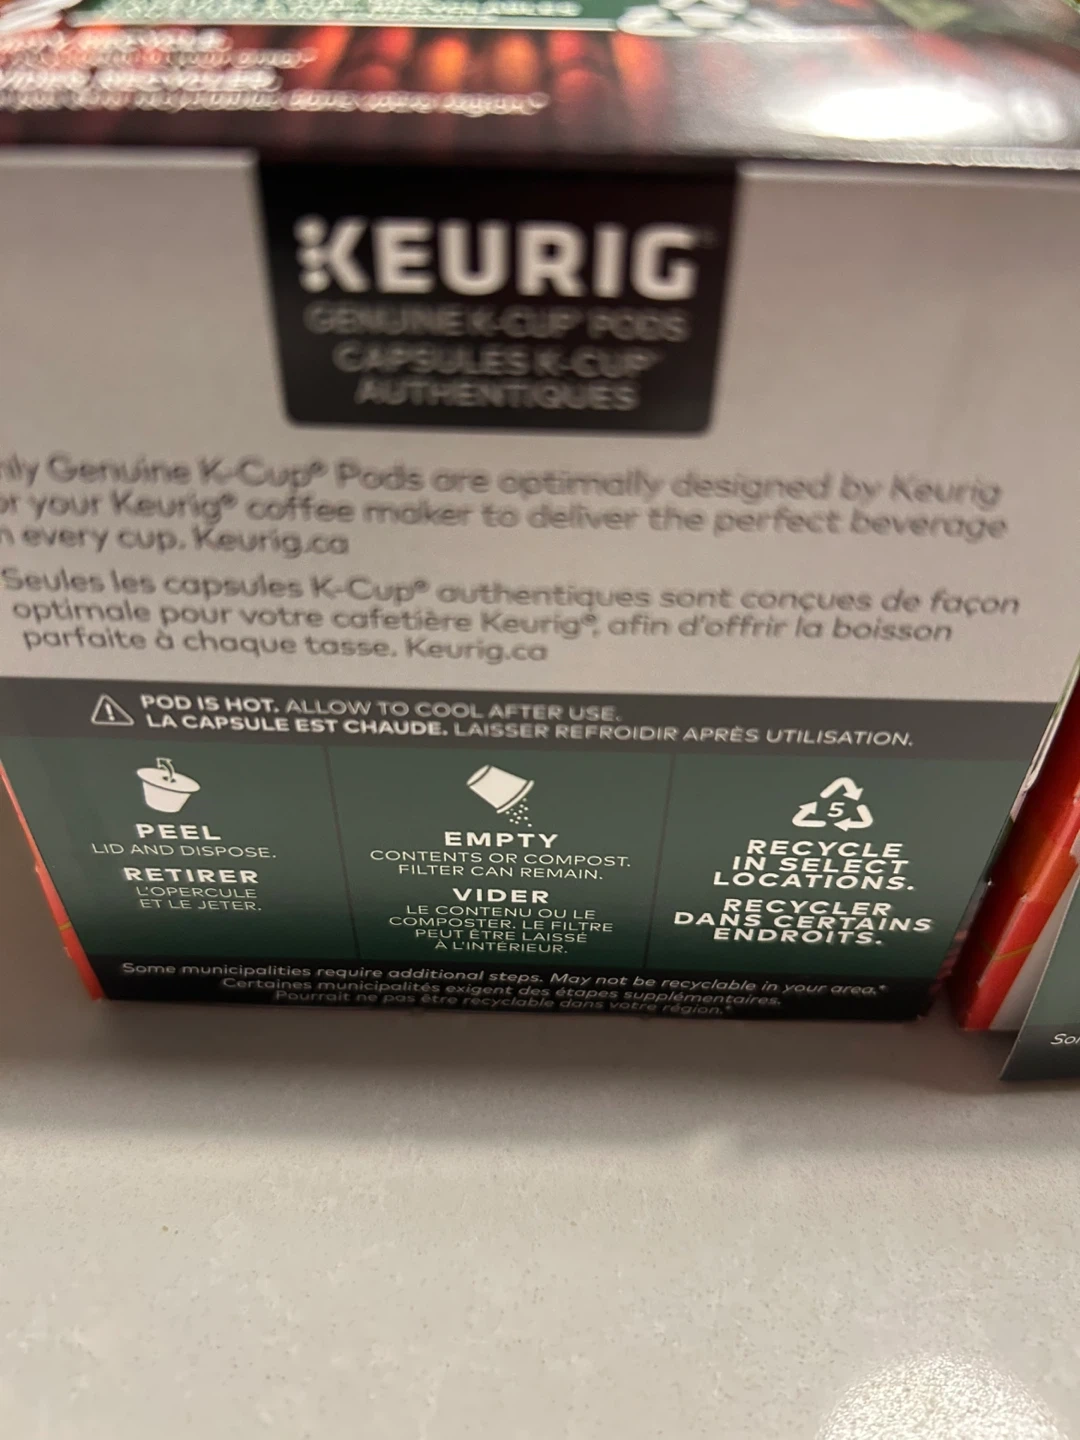 KEURIG
GENUINE K-CUP PODS
CAPSULES K-CUP
AUTHENTIQUES
Genuine K-Cup® Pods are optimally designed by Keurig
your Keurig® coffee maker to deliver the perfect beverage
every cup. Keurig.ca
Seules les capsules K-Cup® authentiques sont conçues de façon
optimale pour votre cafetière Keurig®, afin d'offrir la boisson
parfaite à chaque tasse. Keurig.ca
POD IS HOT. ALLOW TO COOL AFTER USE.
LA CAPSULE EST CHAUDE. LAISSER REFROIDIR APRÈS UTILISATION.
PEEL
LID AND DISPOSE.
RETIRER
L'OPERCULE
ET LE JETER.
EMPTY
CONTENTS OR COMPOST.
FILTER CAN REMAIN.
VIDER
LE CONTENU OU LE
COMPOSTER. LE FILTRE
PEUT ÊTRE LAISSÉ
À L'INTÉRIEUR.
5
RECYCLE
IN SELECT
LOCATIONS.
RECYCLER
DANS CERTAINS
ENDROITS.
Some municipalities require additional steps. May not be recyclable in your area.*
Certaines municipalités exigent des étapes supplémentaires.
Pourrait ne pas être recyclable dans votre région.*